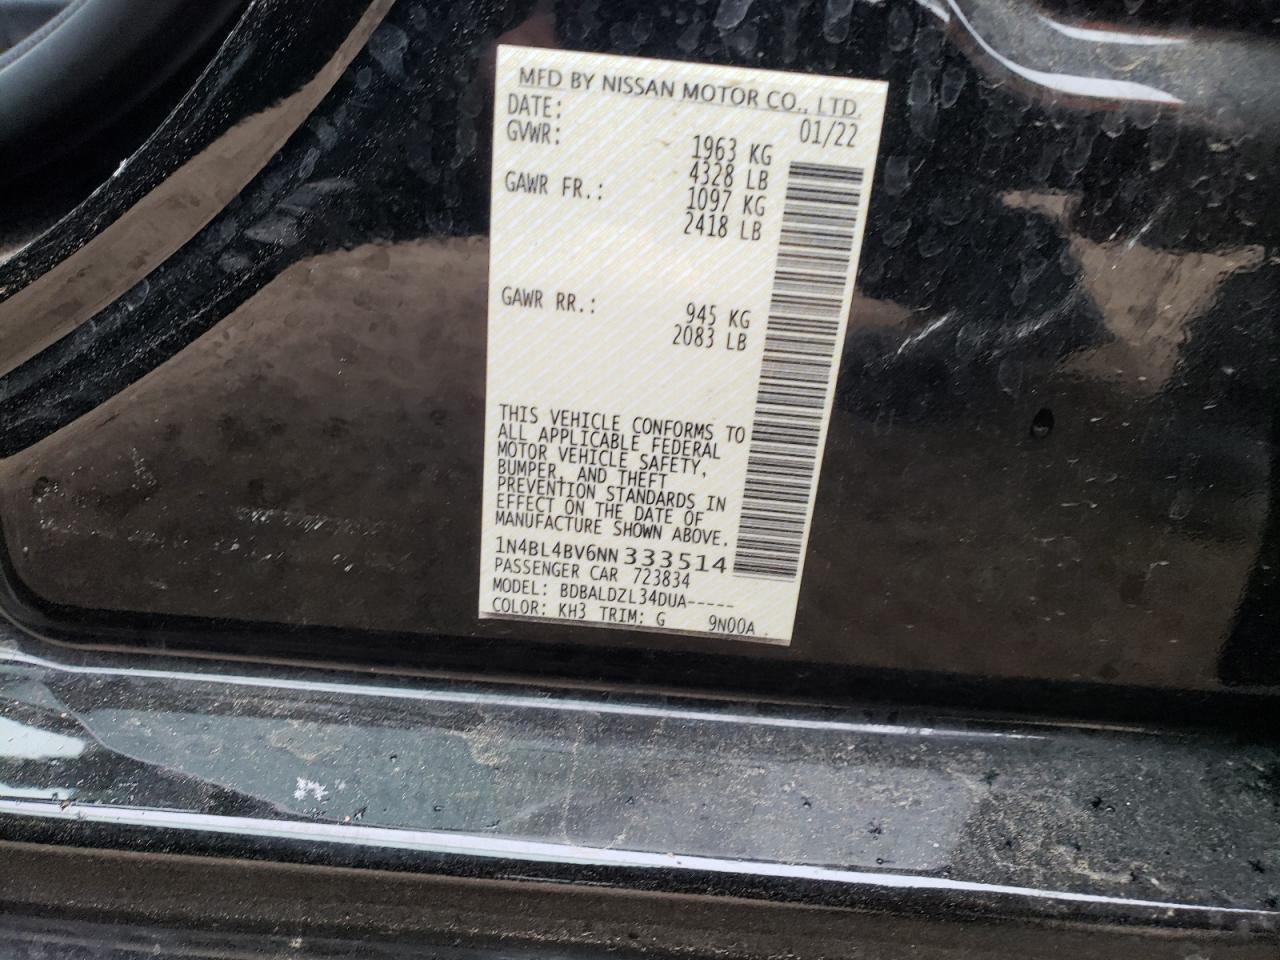 MFD BY NISSAN MOTOR CO., LTD.
DATE: 01/22
GVWR: 1963 KG
4328 LB
GAWR FR.: 1097 KG
2418 LB
GAWR RR.: 945 KG
2083 LB
THIS VEHICLE CONFORMS TO
ALL APPLICABLE FEDERAL
MOTOR VEHICLE SAFETY,
BUMPER, AND THEFT
PREVENTION STANDARDS IN
EFFECT ON THE DATE OF
MANUFACTURE SHOWN ABOVE.
1N4BL4BV6NN333514
PASSENGER CAR 723834
MODEL: BDBALDZL34DUA-----
COLOR: KH3 TRIM: G 9N00A